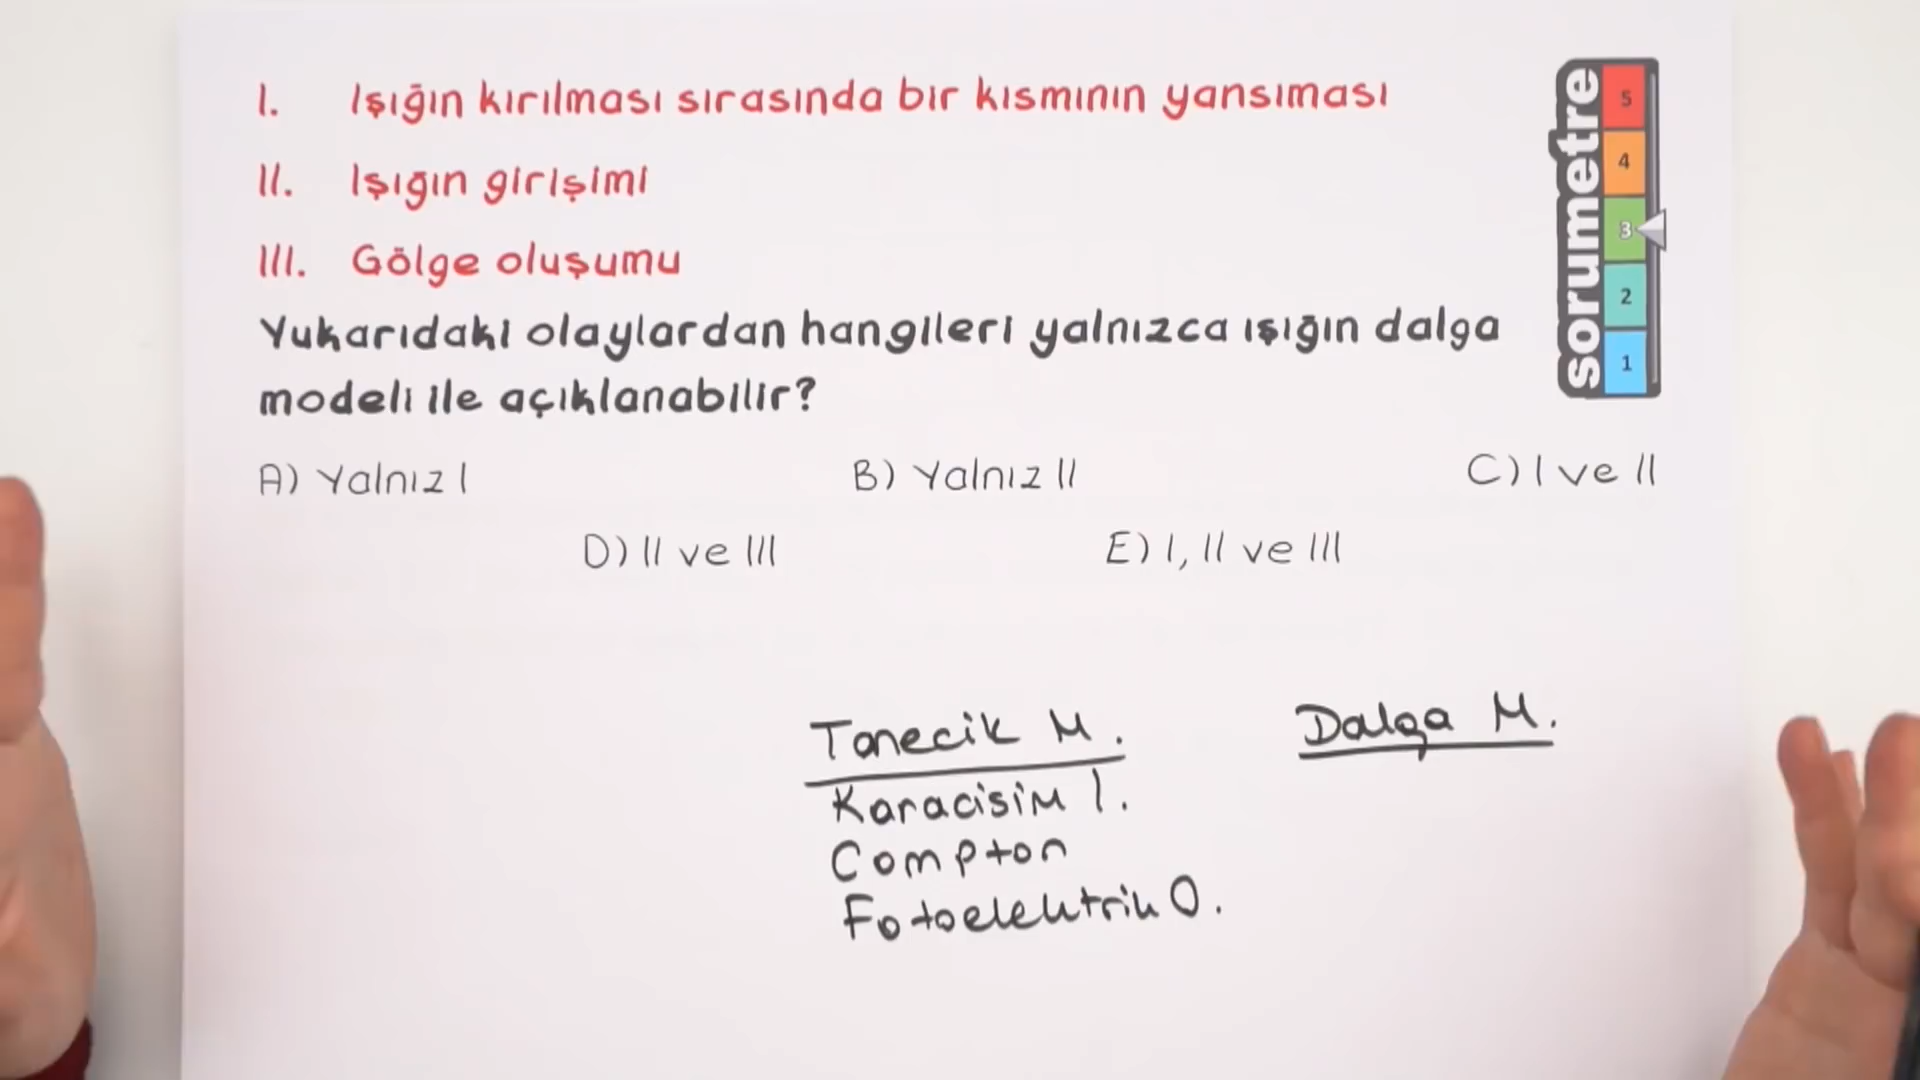 I. Işığın kırılması sırasında bir kısmının yansıması
II. Işıgın girişimi
III. Gölge oluşumu
Yukarıdaki olaylardan hangileri yalnızca ışığın dalga
modeli ile açıklanabilir?
A) Yalnız I B) Yalnız II C) I ve II
D) II ve III E) I, II ve III
sorumetre
5
4
3
2
1
Tanecik M. Dalga M.
Karacisim I.
Compton
Fotoelektrik O.